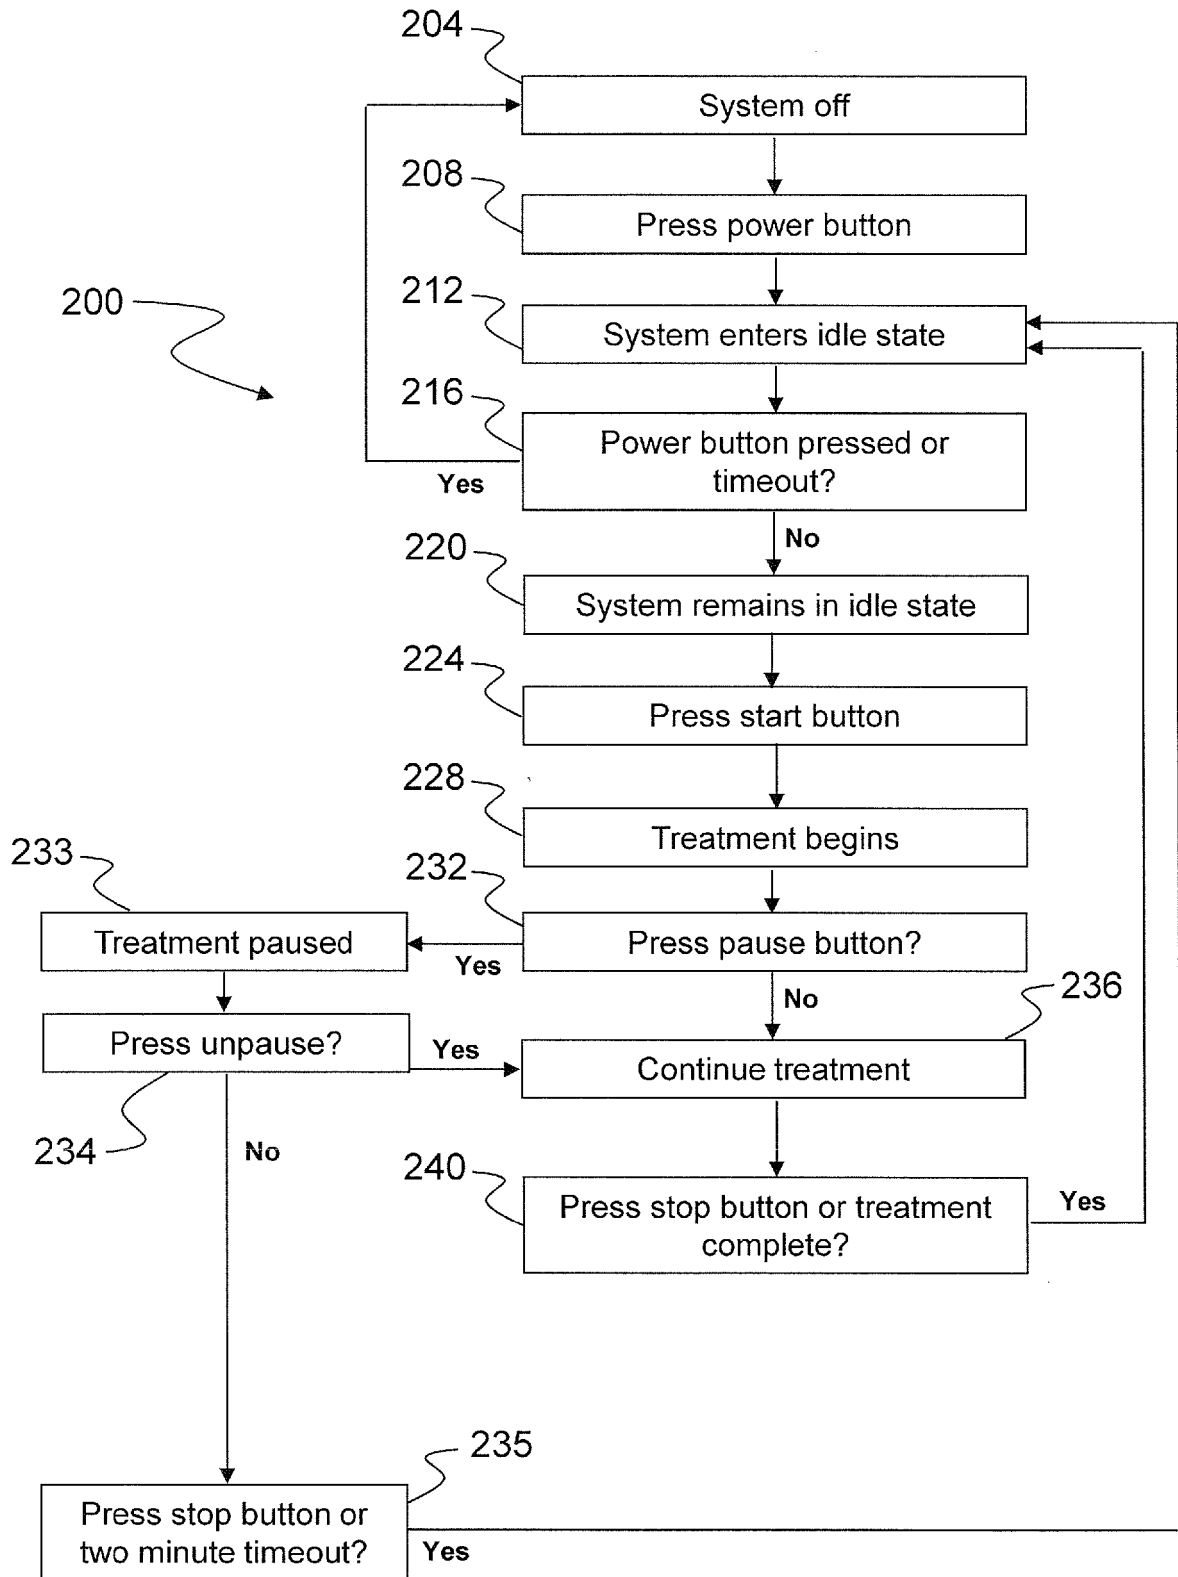 204
System off
208
Press power button
200
212
System enters idle state
216
Power button pressed or
timeout?
Yes
No
220
System remains in idle state
224
Press start button
228
Treatment begins
233
232
Treatment paused
Yes
Press pause button?
No
236
Press unpause?
Yes
Continue treatment
234
No
240
Press stop button or treatment
complete?
Yes
235
Press stop button or
two minute timeout?
Yes